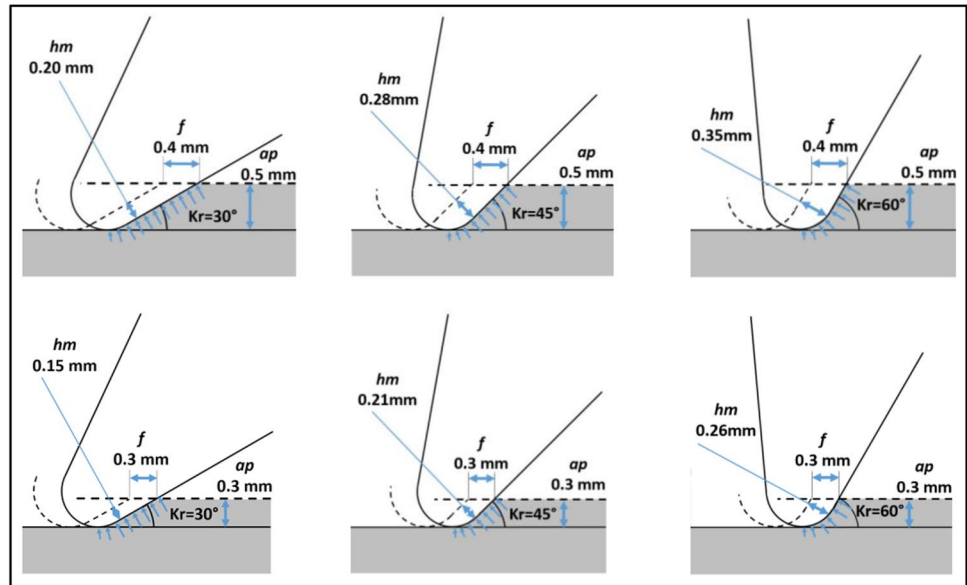 hm
0.20 mm
f
0.4 mm
ap
0.5 mm
Kr=30°
hm
0.28mm
f
0.4 mm
ap
0.5 mm
Kr=45°
hm
0.35mm
f
0.4 mm
ap
0.5 mm
Kr=60°
hm
0.15 mm
f
0.3 mm
ap
0.3 mm
Kr=30°
hm
0.21mm
f
0.3 mm
ap
0.3 mm
Kr=45°
hm
0.26mm
f
0.3 mm
ap
0.3 mm
Kr=60°